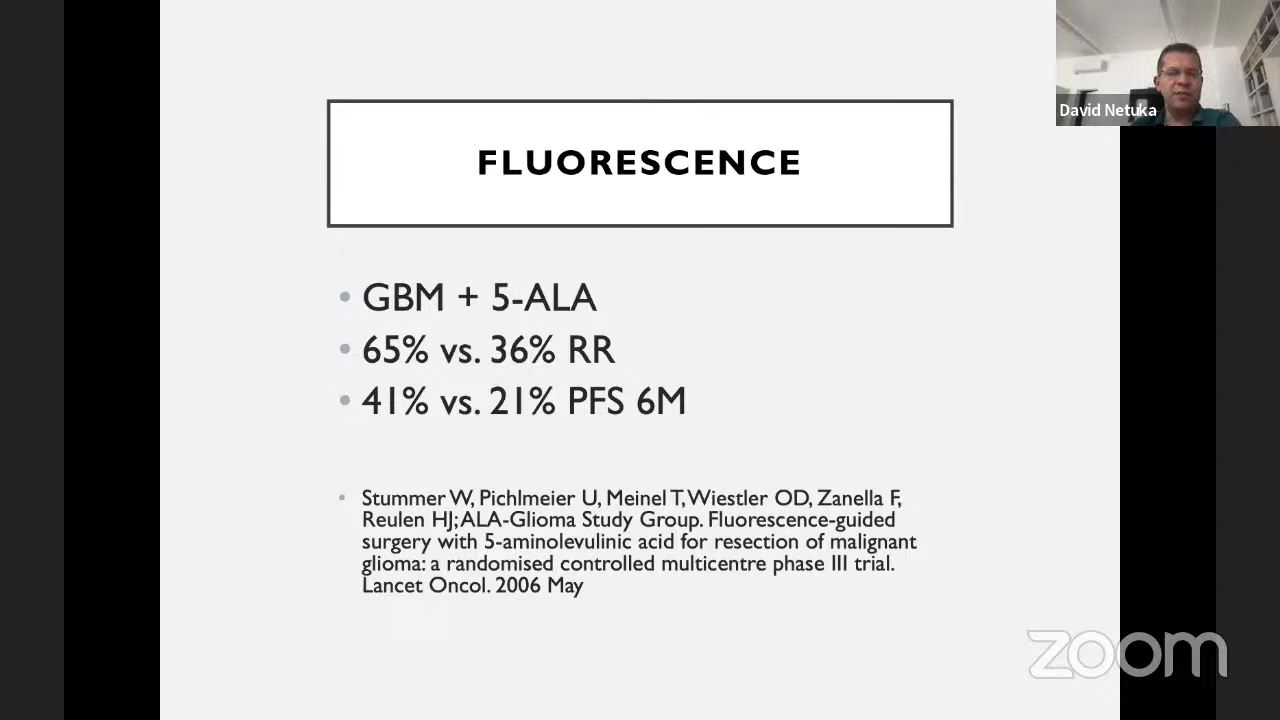 David Netuka
FLUORESCENCE
• GBM + 5-ALA
• 65% vs. 36% RR
• 41% vs. 21% PFS 6M
• Stummer W, Pichlmeier U, Meinel T, Wiestler OD, Zanella F,
Reulen HJ; ALA-Glioma Study Group. Fluorescence-guided
surgery with 5-aminolevulinic acid for resection of malignant
glioma: a randomised controlled multicentre phase III trial.
Lancet Oncol. 2006 May
zoom